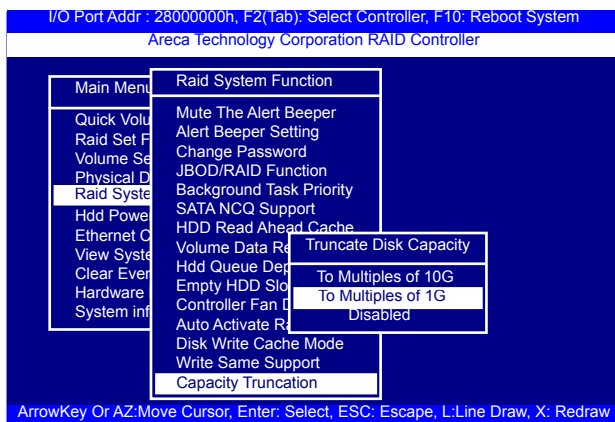 I/O Port Addr : 28000000h, F2(Tab): Select Controller, F10: Reboot System
Areca Technology Corporation RAID Controller
Main Menu
Quick Volu
Raid Set F
Volume Se
Physical D
Raid Syste
Hdd Powe
Ethernet C
View Syste
Clear Even
Hardware
System inf
Raid System Function
Mute The Alert Beeper
Alert Beeper Setting
Change Password
JBOD/RAID Function
Background Task Priority
SATA NCQ Support
HDD Read Ahead Cache
Volume Data Re
Hdd Queue Dep
Empty HDD Slo
Controller Fan D
Auto Activate Ra
Disk Write Cache Mode
Write Same Support
Capacity Truncation
Truncate Disk Capacity
To Multiples of 10G
To Multiples of 1G
Disabled
ArrowKey Or AZ:Move Cursor, Enter: Select, ESC: Escape, L:Line Draw, X: Redraw